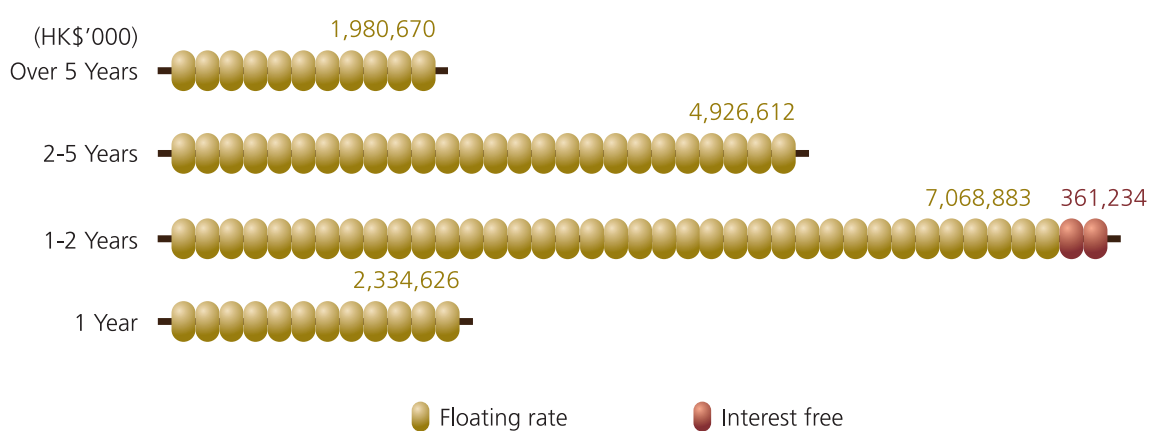 (HK$'000)
1,980,670
Over 5 Years
4,926,612
2-5 Years
7,068,883 361,234
1-2 Years
2,334,626
1 Year
Floating rate Interest free